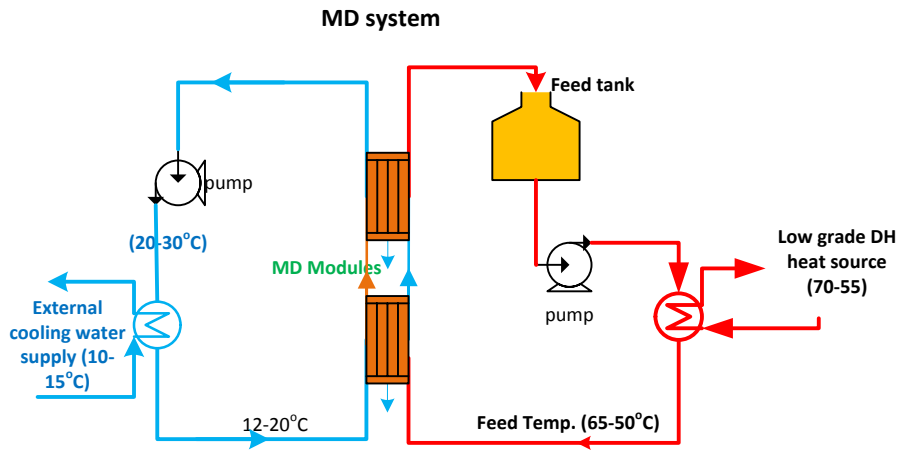 MD system
Feed tank
pump
(20-30°C)
MD Modules
Low grade DH
heat source
(70-55)
External
cooling water
supply (10-
15°C)
pump
12-20°C
Feed Temp. (65-50°C)